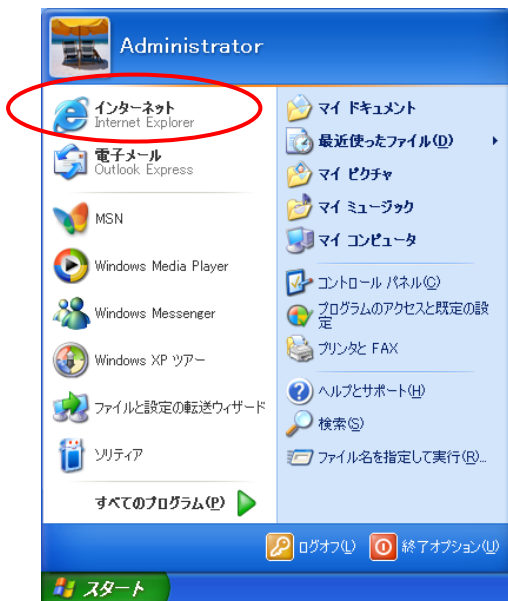 Administrator
インターネット
Internet Explorer
電子メール
Outlook Express
MSN
Windows Media Player
Windows Messenger
Windows XP ツアー
ファイルと設定の転送ウィザード
ソリティア
すべてのプログラム(P)
マイ ドキュメント
最近使ったファイル(D)
マイ ピクチャ
マイ ミュージック
マイ コンピュータ
コントロール パネル(C)
プログラムのアクセスと既定の設
定
プリンタと FAX
ヘルプとサポート(H)
検索(S)
ファイル名を指定して実行(R)...
ログオフ(L)
終了オプション(U)
スタート